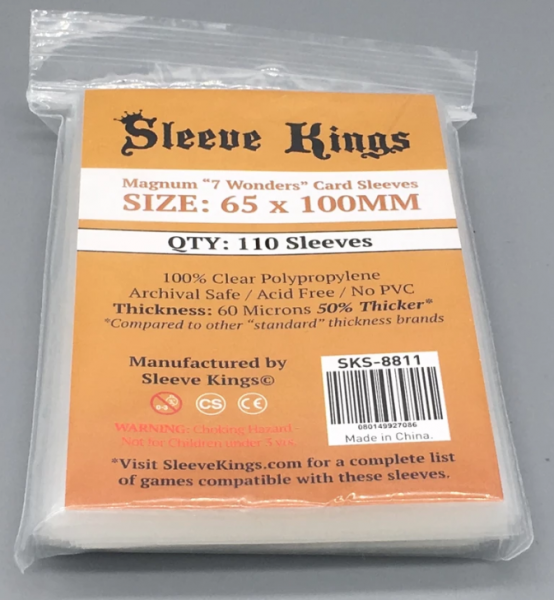 Sleeve Kings
Magnum "7 Wonders" Card Sleeves
SIZE: 65 x 100MM
QTY: 110 Sleeves
100% Clear Polypropylene
Archival Safe / Acid Free / No PVC
Thickness: 60 Microns 50% Thicker*
*Compared to other "standard" thickness brands
Manufactured by
Sleeve Kings©
CS CE
WARNING: Choking Hazard -
Not for Children under 3 yrs.
SKS-8811
080149927086
Made in China.
*Visit SleeveKings.com for a complete list
of games compatible with these sleeves.